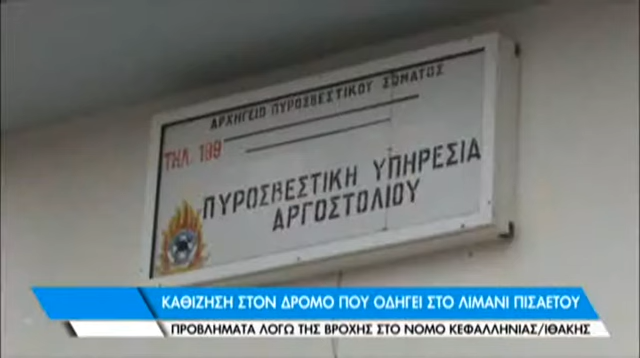 ΑΡΧΗΓΕΙΟ ΠΥΡΟΣΒΕΣΤΙΚΟΥ ΣΩΜΑΤΟΣ
ΤΗΛ. 199
ΠΥΡΟΣΒΕΣΤΙΚΗ ΥΠΗΡΕΣΙΑ
ΑΡΓΟΣΤΟΛΙΟΥ
ΚΑΘΙΖΗΣΗ ΣΤΟΝ ΔΡΟΜΟ ΠΟΥ ΟΔΗΓΕΙ ΣΤΟ ΛΙΜΑΝΙ ΠΙΣΑΕΤΟΥ
ΠΡΟΒΛΗΜΑΤΑ ΛΟΓΩ ΤΗΣ ΒΡΟΧΗΣ ΣΤΟ ΝΟΜΟ ΚΕΦΑΛΛΗΝΙΑΣ/ΙΘΑΚΗΣ